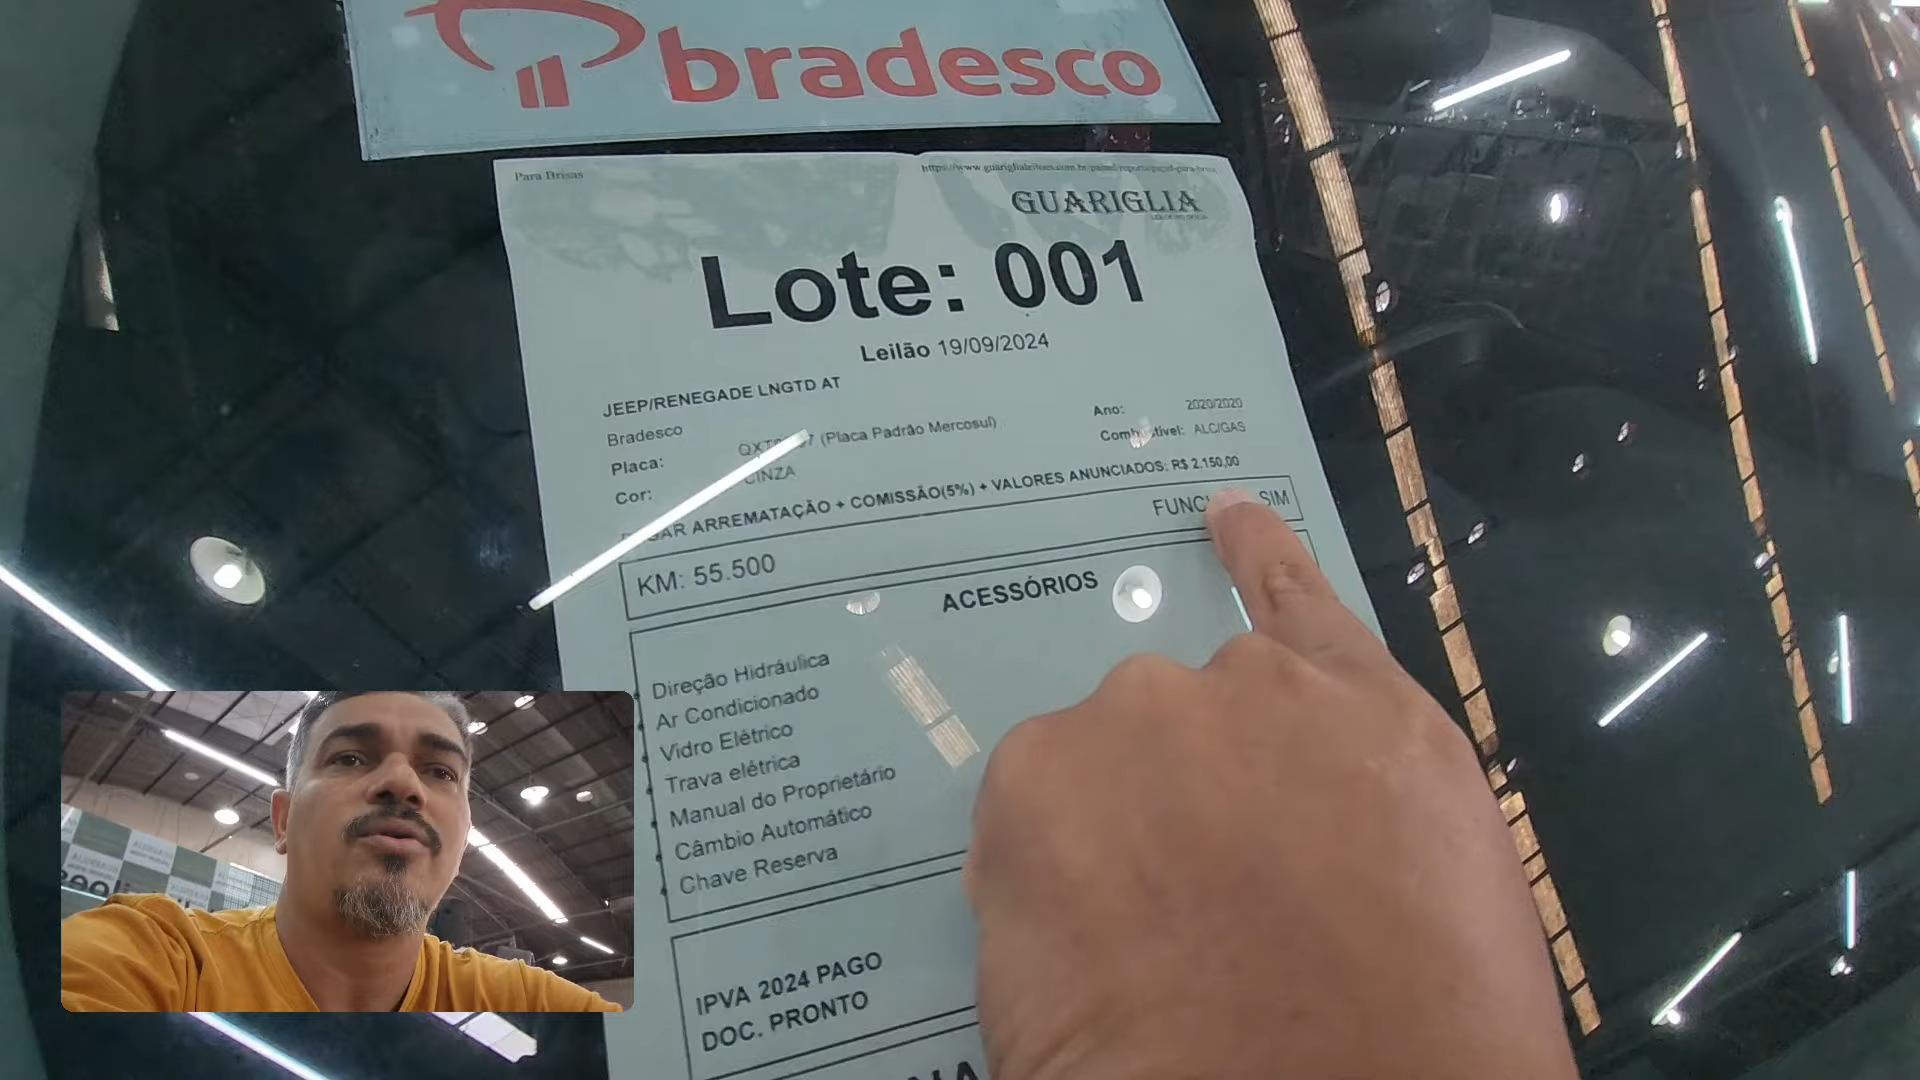 bradesco
Para Brisas
GUARIGLIA
Lote: 001
Leilão 19/09/2024
JEEP/RENEGADE LNGTD AT
Bradesco
Ano: 2020/2020
Placa: (Placa Padrão Mercosul)
Combustível: ALC/GAS
Cor: CINZA
ARREMATAÇÃO + COMISSÃO(5%) + VALORES ANUNCIADOS: R$ 2.150,00
KM: 55.500
SIM
ACESSÓRIOS
Direção Hidráulica
Ar Condicionado
Vidro Elétrico
Trava elétrica
Manual do Proprietário
Câmbio Automático
Chave Reserva
IPVA 2024 PAGO
DOC. PRONTO